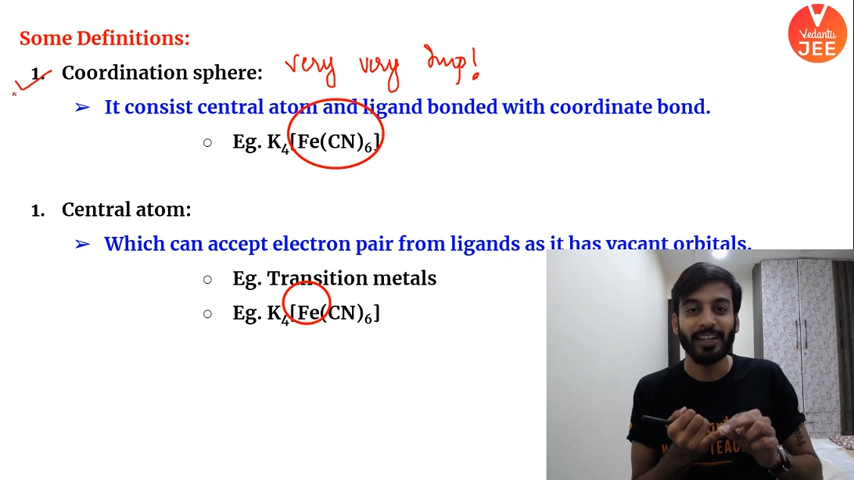 Some Definitions:
Vedantu
JEE
1. Coordination sphere: very very Imp!
➢ It consist central atom and ligand bonded with coordinate bond.
○ Eg. K₄[Fe(CN)₆]
1. Central atom:
➢ Which can accept electron pair from ligands as it has vacant orbitals.
○ Eg. Transition metals
○ Eg. K₄[Fe(CN)₆]
TEAC